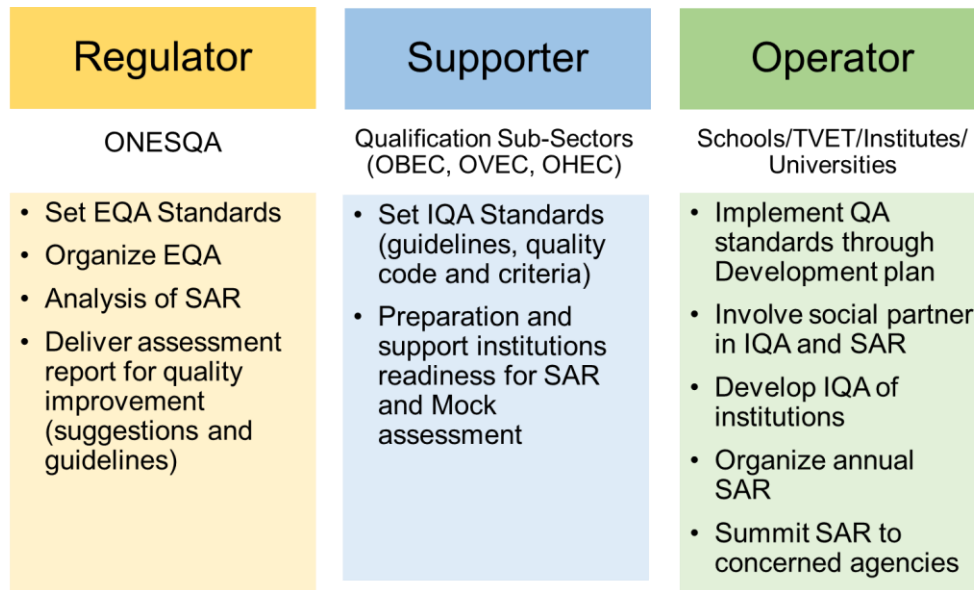 Regulator
ONESQA
• Set EQA Standards
• Organize EQA
• Analysis of SAR
• Deliver assessment
report for quality
improvement
(suggestions and
guidelines)
Supporter
Qualification Sub-Sectors
(OBEC, OVEC, OHEC)
• Set IQA Standards
(guidelines, quality
code and criteria)
• Preparation and
support institutions
readiness for SAR
and Mock
assessment
Operator
Schools/TVET/Institutes/
Universities
• Implement QA
standards through
Development plan
• Involve social partner
in IQA and SAR
• Develop IQA of
institutions
• Organize annual
SAR
• Summit SAR to
concerned agencies